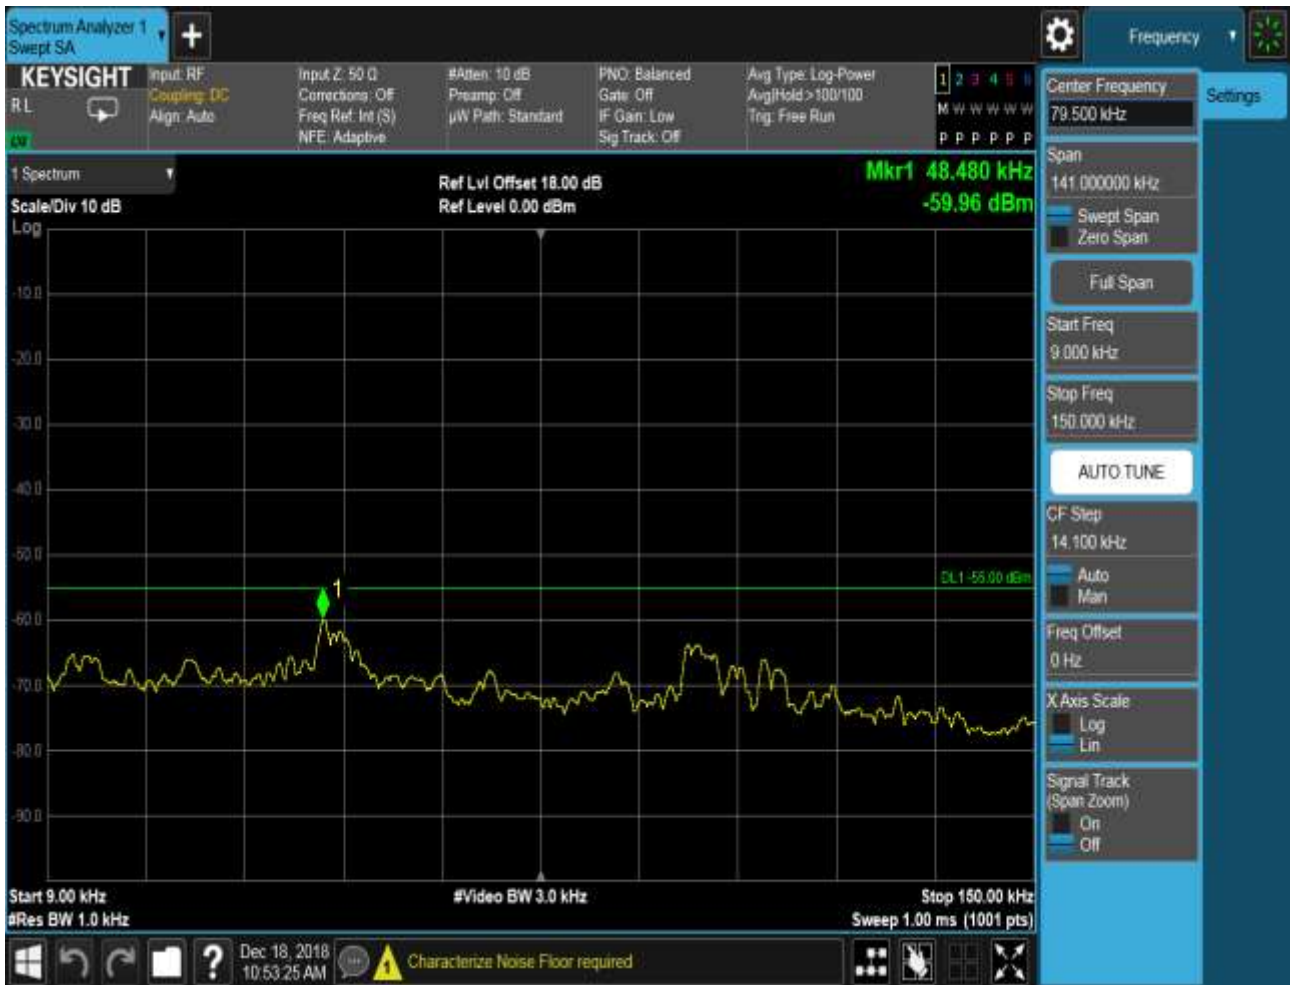 Spectrum Analyzer 1
Swept SA
+
Frequency
KEYSIGHT
R L
Input: RF
Coupling: DC
Align: Auto
Input Z: 50 Ω
Corrections: Off
Freq Ref: Int (S)
NFE: Adaptive
#Atten: 10 dB
Preamp: Off
µW Path: Standard
PNO: Balanced
Gate: Off
IF Gain: Low
Sig Track: Off
Avg Type: Log-Power
Avg|Hold:>100/100
Trig: Free Run
1 2 3 4 5 6
M W W W W W
P P P P P P
Center Frequency
79.500 kHz
Settings
Span
141.000000 kHz
Swept Span
Zero Span
Full Span
Start Freq
9.000 kHz
Stop Freq
150.000 kHz
AUTO TUNE
CF Step
14.100 kHz
Auto
Man
Freq Offset
0 Hz
X Axis Scale
Log
Lin
Signal Track
(Span Zoom)
On
Off
1 Spectrum
Scale/Div 10 dB
Ref Lvl Offset 18.00 dB
Ref Level 0.00 dBm
Mkr1 48.480 kHz
-59.96 dBm
Log
-10.0
-20.0
-30.0
-40.0
-50.0
-60.0
-70.0
-80.0
-90.0
DL1 -55.00 dBm
1
Start 9.00 kHz
#Res BW 1.0 kHz
#Video BW 3.0 kHz
Stop 150.00 kHz
Sweep 1.00 ms (1001 pts)
?
Dec 18, 2018
10:53:25 AM
1
Characterize Noise Floor required